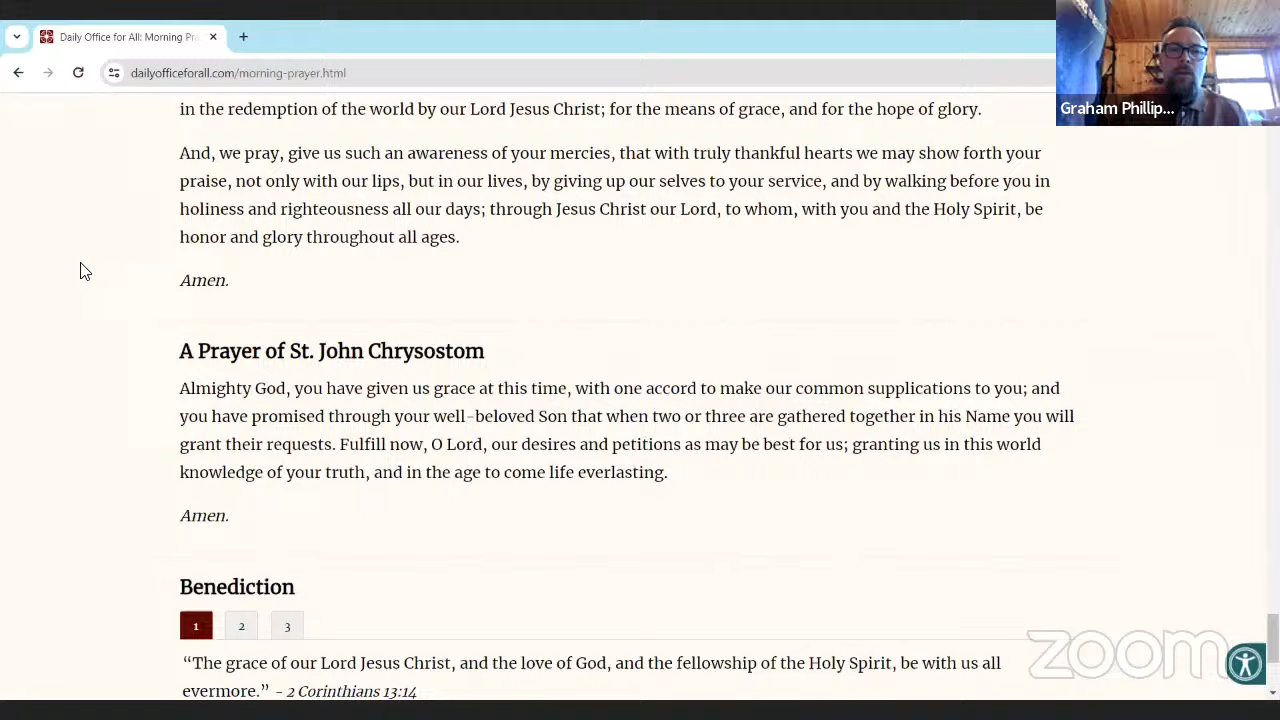 Daily Office for All: Morning Pra
dailyofficeforall.com/morning-prayer.html
Graham Phillip...
in the redemption of the world by our Lord Jesus Christ; for the means of grace, and for the hope of glory.
And, we pray, give us such an awareness of your mercies, that with truly thankful hearts we may show forth your
praise, not only with our lips, but in our lives, by giving up our selves to your service, and by walking before you in
holiness and righteousness all our days; through Jesus Christ our Lord, to whom, with you and the Holy Spirit, be
honor and glory throughout all ages.
Amen.
A Prayer of St. John Chrysostom
Almighty God, you have given us grace at this time, with one accord to make our common supplications to you; and
you have promised through your well-beloved Son that when two or three are gathered together in his Name you will
grant their requests. Fulfill now, O Lord, our desires and petitions as may be best for us; granting us in this world
knowledge of your truth, and in the age to come life everlasting.
Amen.
Benediction
1 2 3
“The grace of our Lord Jesus Christ, and the love of God, and the fellowship of the Holy Spirit, be with us all
evermore.” - 2 Corinthians 13:14
zoom